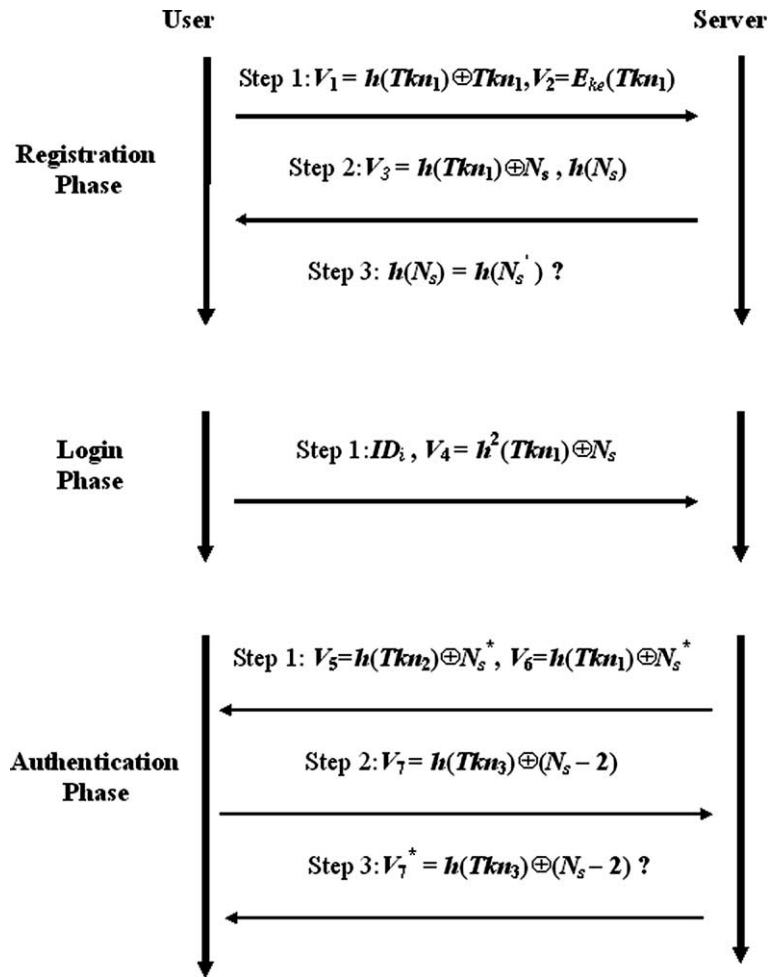 User Server
Step 1: V₁ = h(Tkn₁)⊕Tkn₁, V₂=Eₖₑ(Tkn₁)
Registration
Phase
Step 2: V₃ = h(Tkn₁)⊕Nₛ , h(Nₛ)
Step 3: h(Nₛ) = h(Nₛ') ?
Login
Phase
Step 1:IDᵢ , V₄= h²(Tkn₁)⊕Nₛ
Step 1: V₅=h(Tkn₂)⊕Nₛ*, V₆=h(Tkn₁)⊕Nₛ*
Authentication
Phase
Step 2: V₇= h(Tkn₃)⊕(Nₛ – 2)
Step 3: V₇* = h(Tkn₃)⊕(Nₛ – 2) ?